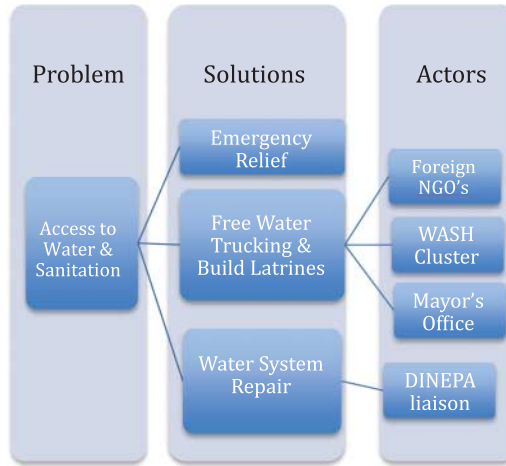 Problem
Solutions
Actors
Access to
Water &
Sanitation
Emergency
Relief
Free Water
Trucking &
Build Latrines
Water System
Repair
Foreign
NGO's
WASH
Cluster
Mayor's
Office
DINEPA
liaison